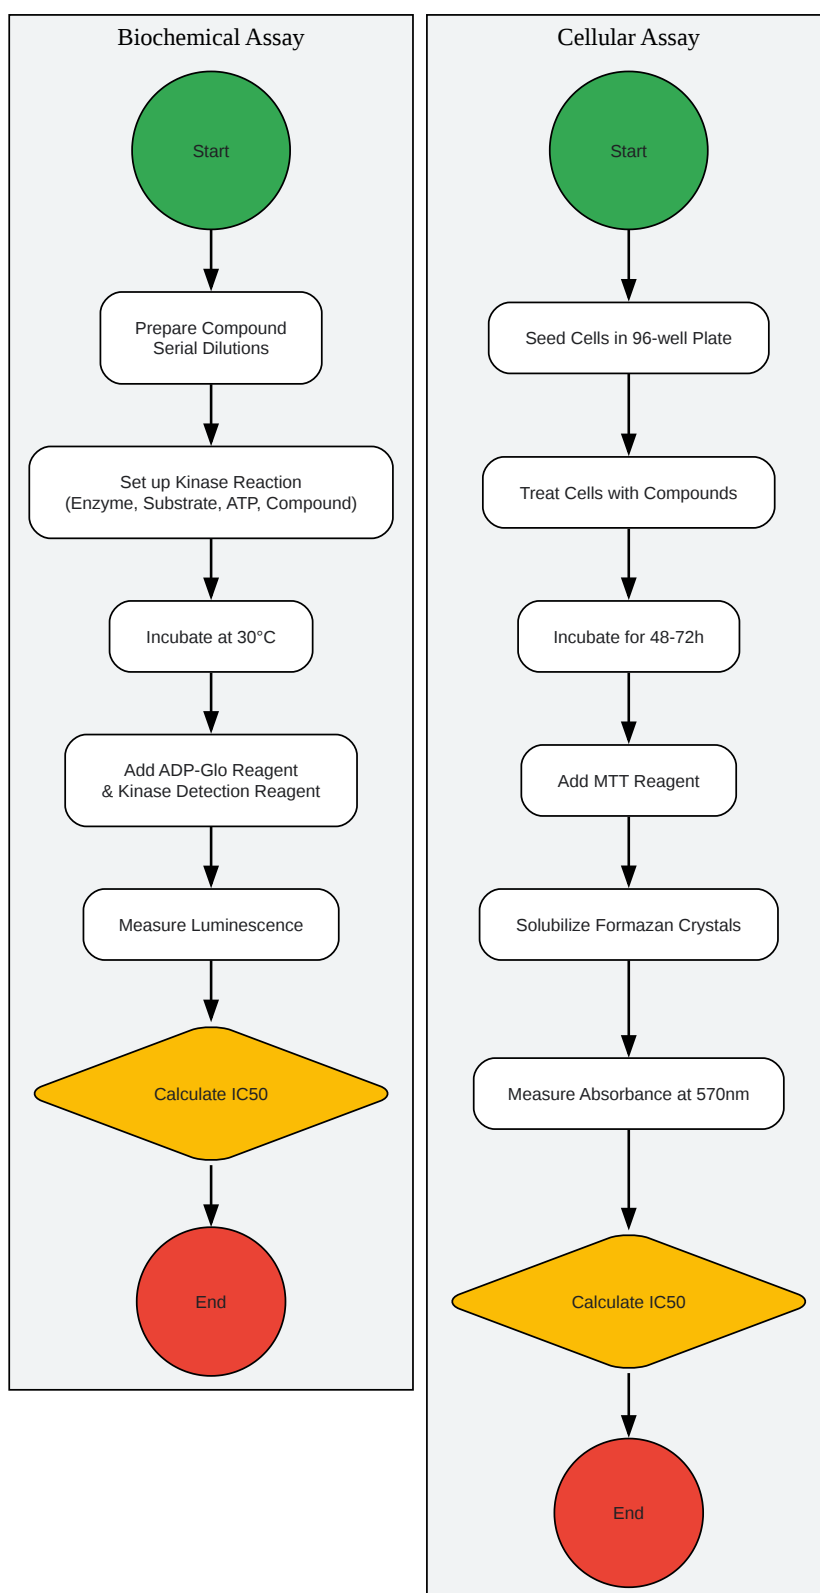 Biochemical Assay
Start
Prepare Compound
Serial Dilutions
Set up Kinase Reaction
(Enzyme, Substrate, ATP, Compound)
Incubate at 30°C
Add ADP-Glo Reagent
& Kinase Detection Reagent
Measure Luminescence
Calculate IC50
End
Cellular Assay
Start
Seed Cells in 96-well Plate
Treat Cells with Compounds
Incubate for 48-72h
Add MTT Reagent
Solubilize Formazan Crystals
Measure Absorbance at 570nm
Calculate IC50
End